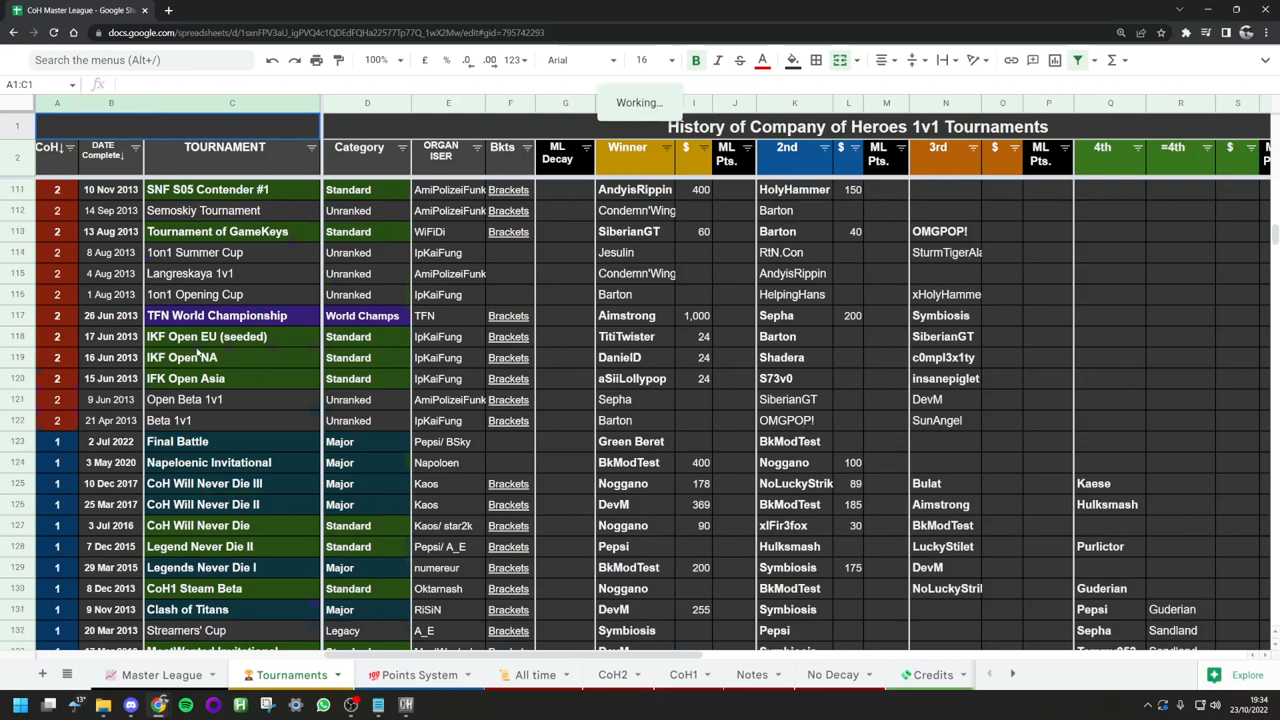 CoH Master League - Google She
docs.google.com/spreadsheets/d/1sxnFPV3aU_igPVQ4c1_DEdFQH72Ca22577Tp77Q_1wX2Mw/edit#gid=795742293
Search the menus (Alt+/)
100% £ % .0 .00 123 Arial 16 B I A Σ
A1:C1 fx
Working...
A B C D E F G I J K L M N O P Q R S
1 History of Company of Heroes 1v1 Tournaments
2 CoH↓ DATE Complete↓ TOURNAMENT Category ORGAN ISER Bkts ML Decay Winner $ ML Pts. 2nd $ ML Pts. 3rd $ ML Pts. 4th =4th $
111 2 10 Nov 2013 SNF S05 Contender #1 Standard AmiPolizeiFunk Brackets AndyisRippin 400 HolyHammer 150
112 2 14 Sep 2013 Semoskiy Tournament Unranked AmiPolizeiFunk Brackets Condemn'Wing Barton
113 2 13 Aug 2013 Tournament of GameKeys Standard WiFiDi Brackets SiberianGT 60 Barton 40 OMGPOP!
114 2 8 Aug 2013 1on1 Summer Cup Unranked IpKaiFung Jesulin RtN.Con SturmTigerAla
115 2 4 Aug 2013 Langreskaya 1v1 Unranked AmiPolizeiFunk Condemn'Wing AndyisRippin
116 2 1 Aug 2013 1on1 Opening Cup Unranked IpKaiFung Barton HelpingHans xHolyHamme
117 2 26 Jun 2013 TFN World Championship World Champs TFN Brackets Aimstrong 1,000 Sepha 200 Symbiosis
118 2 17 Jun 2013 IKF Open EU (seeded) Standard IpKaiFung Brackets TitiTwister 24 Barton SiberianGT
119 2 16 Jun 2013 IKF Open NA Standard IpKaiFung Brackets DanielD 24 Shadera c0mpl3x1ty
120 2 15 Jun 2013 IFK Open Asia Standard IpKaiFung Brackets aSiiLollypop 24 S73v0 insanepiglet
121 2 9 Jun 2013 Open Beta 1v1 Unranked AmiPolizeiFunk Brackets Sepha SiberianGT DevM
122 2 21 Apr 2013 Beta 1v1 Unranked IpKaiFung Brackets Barton OMGPOP! SunAngel
123 1 2 Jul 2022 Final Battle Major Pepsi/ BSky Green Beret BkModTest
124 1 3 May 2020 Napeloenic Invitational Major Napoloen BkModTest 400 Noggano 100
125 1 10 Dec 2017 CoH Will Never Die III Major Kaos Brackets Noggano 178 NoLuckyStrik 89 Bulat Kaese
126 1 25 Mar 2017 CoH Will Never Die II Major Kaos Brackets DevM 369 BkModTest 185 Aimstrong Hulksmash
127 1 3 Jul 2016 CoH Will Never Die Standard Kaos/ star2k Brackets Noggano 90 xIFir3fox 30 BkModTest
128 1 7 Dec 2015 Legend Never Die II Standard Pepsi/ A_E Brackets Pepsi Hulksmash LuckyStilet Purlictor
129 1 29 Mar 2015 Legends Never Die I Major numereur Brackets BkModTest 200 Symbiosis 175 DevM
130 1 8 Dec 2013 CoH1 Steam Beta Standard Oktarnash Brackets Noggano Symbiosis NoLuckyStril Guderian
131 1 9 Nov 2013 Clash of Titans Major RiSiN Brackets DevM 255 Symbiosis Pepsi Guderian
132 1 20 Mar 2013 Streamers' Cup Legacy A_E Brackets Symbiosis Pepsi Sepha Sandland
Master League Tournaments Points System All time CoH2 CoH1 Notes No Decay Credits Explore
13°
19:34
23/10/2022